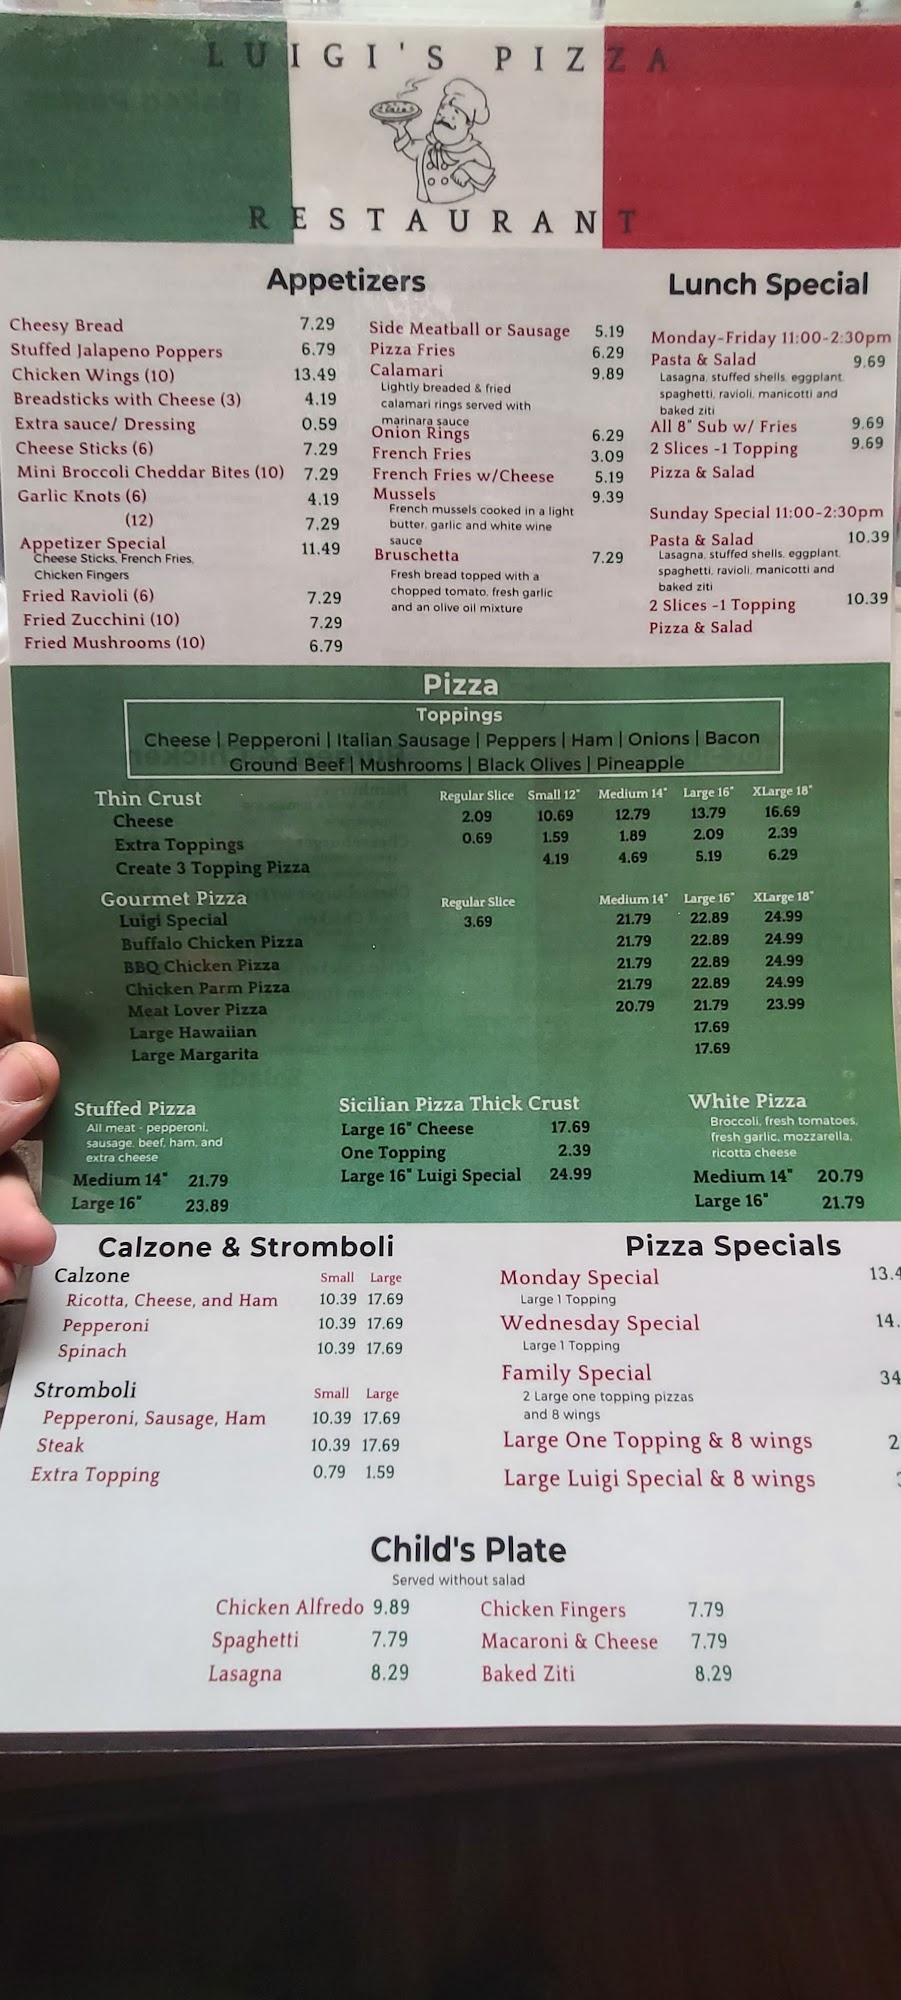 LUIGI'S PIZZA
RESTAURANT
Appetizers
Cheesy Bread 7.29
Stuffed Jalapeno Poppers 6.79
Chicken Wings (10) 13.49
Breadsticks with Cheese (3) 4.19
Extra sauce/ Dressing 0.59
Cheese Sticks (6) 7.29
Mini Broccoli Cheddar Bites (10) 7.29
Garlic Knots (6) 4.19
(12) 7.29
Appetizer Special 11.49
Cheese Sticks, French Fries,
Chicken Fingers
Fried Ravioli (6) 7.29
Fried Zucchini (10) 7.29
Fried Mushrooms (10) 6.79
Side Meatball or Sausage 5.19
Pizza Fries 6.29
Calamari 9.89
Lightly breaded & fried
calamari rings served with
marinara sauce
Onion Rings 6.29
French Fries 3.09
French Fries w/Cheese 5.19
Mussels 9.39
French mussels cooked in a light
butter, garlic and white wine
sauce
Bruschetta 7.29
Fresh bread topped with a
chopped tomato, fresh garlic
and an olive oil mixture
Lunch Special
Monday-Friday 11:00-2:30pm
Pasta & Salad 9.69
Lasagna, stuffed shells, eggplant,
spaghetti, ravioli, manicotti and
baked ziti
All 8" Sub w/ Fries 9.69
2 Slices -1 Topping 9.69
Pizza & Salad
Sunday Special 11:00-2:30pm
Pasta & Salad 10.39
Lasagna, stuffed shells, eggplant,
spaghetti, ravioli, manicotti and
baked ziti
2 Slices -1 Topping 10.39
Pizza & Salad
Pizza
Toppings
Cheese | Pepperoni | Italian Sausage | Peppers | Ham | Onions | Bacon
Ground Beef | Mushrooms | Black Olives | Pineapple
Thin Crust Regular Slice Small 12" Medium 14" Large 16" XLarge 18"
Cheese 2.09 10.69 12.79 13.79 16.69
Extra Toppings 0.69 1.59 1.89 2.09 2.39
Create 3 Topping Pizza 4.19 4.69 5.19 6.29
Gourmet Pizza Regular Slice Medium 14" Large 16" XLarge 18"
Luigi Special 3.69 21.79 22.89 24.99
Buffalo Chicken Pizza 21.79 22.89 24.99
BBQ Chicken Pizza 21.79 22.89 24.99
Chicken Parm Pizza 21.79 22.89 24.99
Meat Lover Pizza 20.79 21.79 23.99
Large Hawaiian 17.69
Large Margarita 17.69
Stuffed Pizza
All meat - pepperoni,
sausage, beef, ham, and
extra cheese
Medium 14" 21.79
Large 16" 23.89
Sicilian Pizza Thick Crust
Large 16" Cheese 17.69
One Topping 2.39
Large 16" Luigi Special 24.99
White Pizza
Broccoli, fresh tomatoes,
fresh garlic, mozzarella,
ricotta cheese
Medium 14" 20.79
Large 16" 21.79
Calzone & Stromboli
Calzone Small Large
Ricotta, Cheese, and Ham 10.39 17.69
Pepperoni 10.39 17.69
Spinach 10.39 17.69
Stromboli Small Large
Pepperoni, Sausage, Ham 10.39 17.69
Steak 10.39 17.69
Extra Topping 0.79 1.59
Pizza Specials
Monday Special 13.4
Large 1 Topping
Wednesday Special 14.
Large 1 Topping
Family Special 34
2 Large one topping pizzas
and 8 wings
Large One Topping & 8 wings 2
Large Luigi Special & 8 wings
Child's Plate
Served without salad
Chicken Alfredo 9.89
Spaghetti 7.79
Lasagna 8.29
Chicken Fingers 7.79
Macaroni & Cheese 7.79
Baked Ziti 8.29